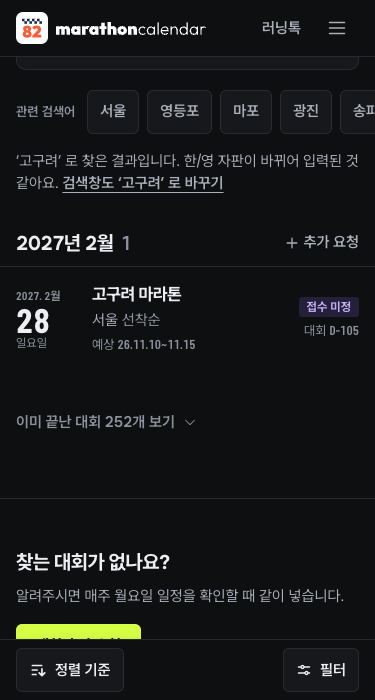 82 marathoncalendar 러닝톡
관련 검색어 서울 영등포 마포 광진
‘고구려’ 로 찾은 결과입니다. 한/영 자판이 바뀌어 입력된 것
같아요. 검색창도 ‘고구려’ 로 바꾸기
2027년 2월 1 + 추가 요청
2027. 2월
28
일요일
고구려 마라톤
서울 선착순
예상 26.11.10~11.15
접수 미정
대회 D-105
이미 끝난 대회 252개 보기
찾는 대회가 없나요?
알려주시면 매주 월요일 일정을 확인할 때 같이 넣습니다.
정렬 기준 필터